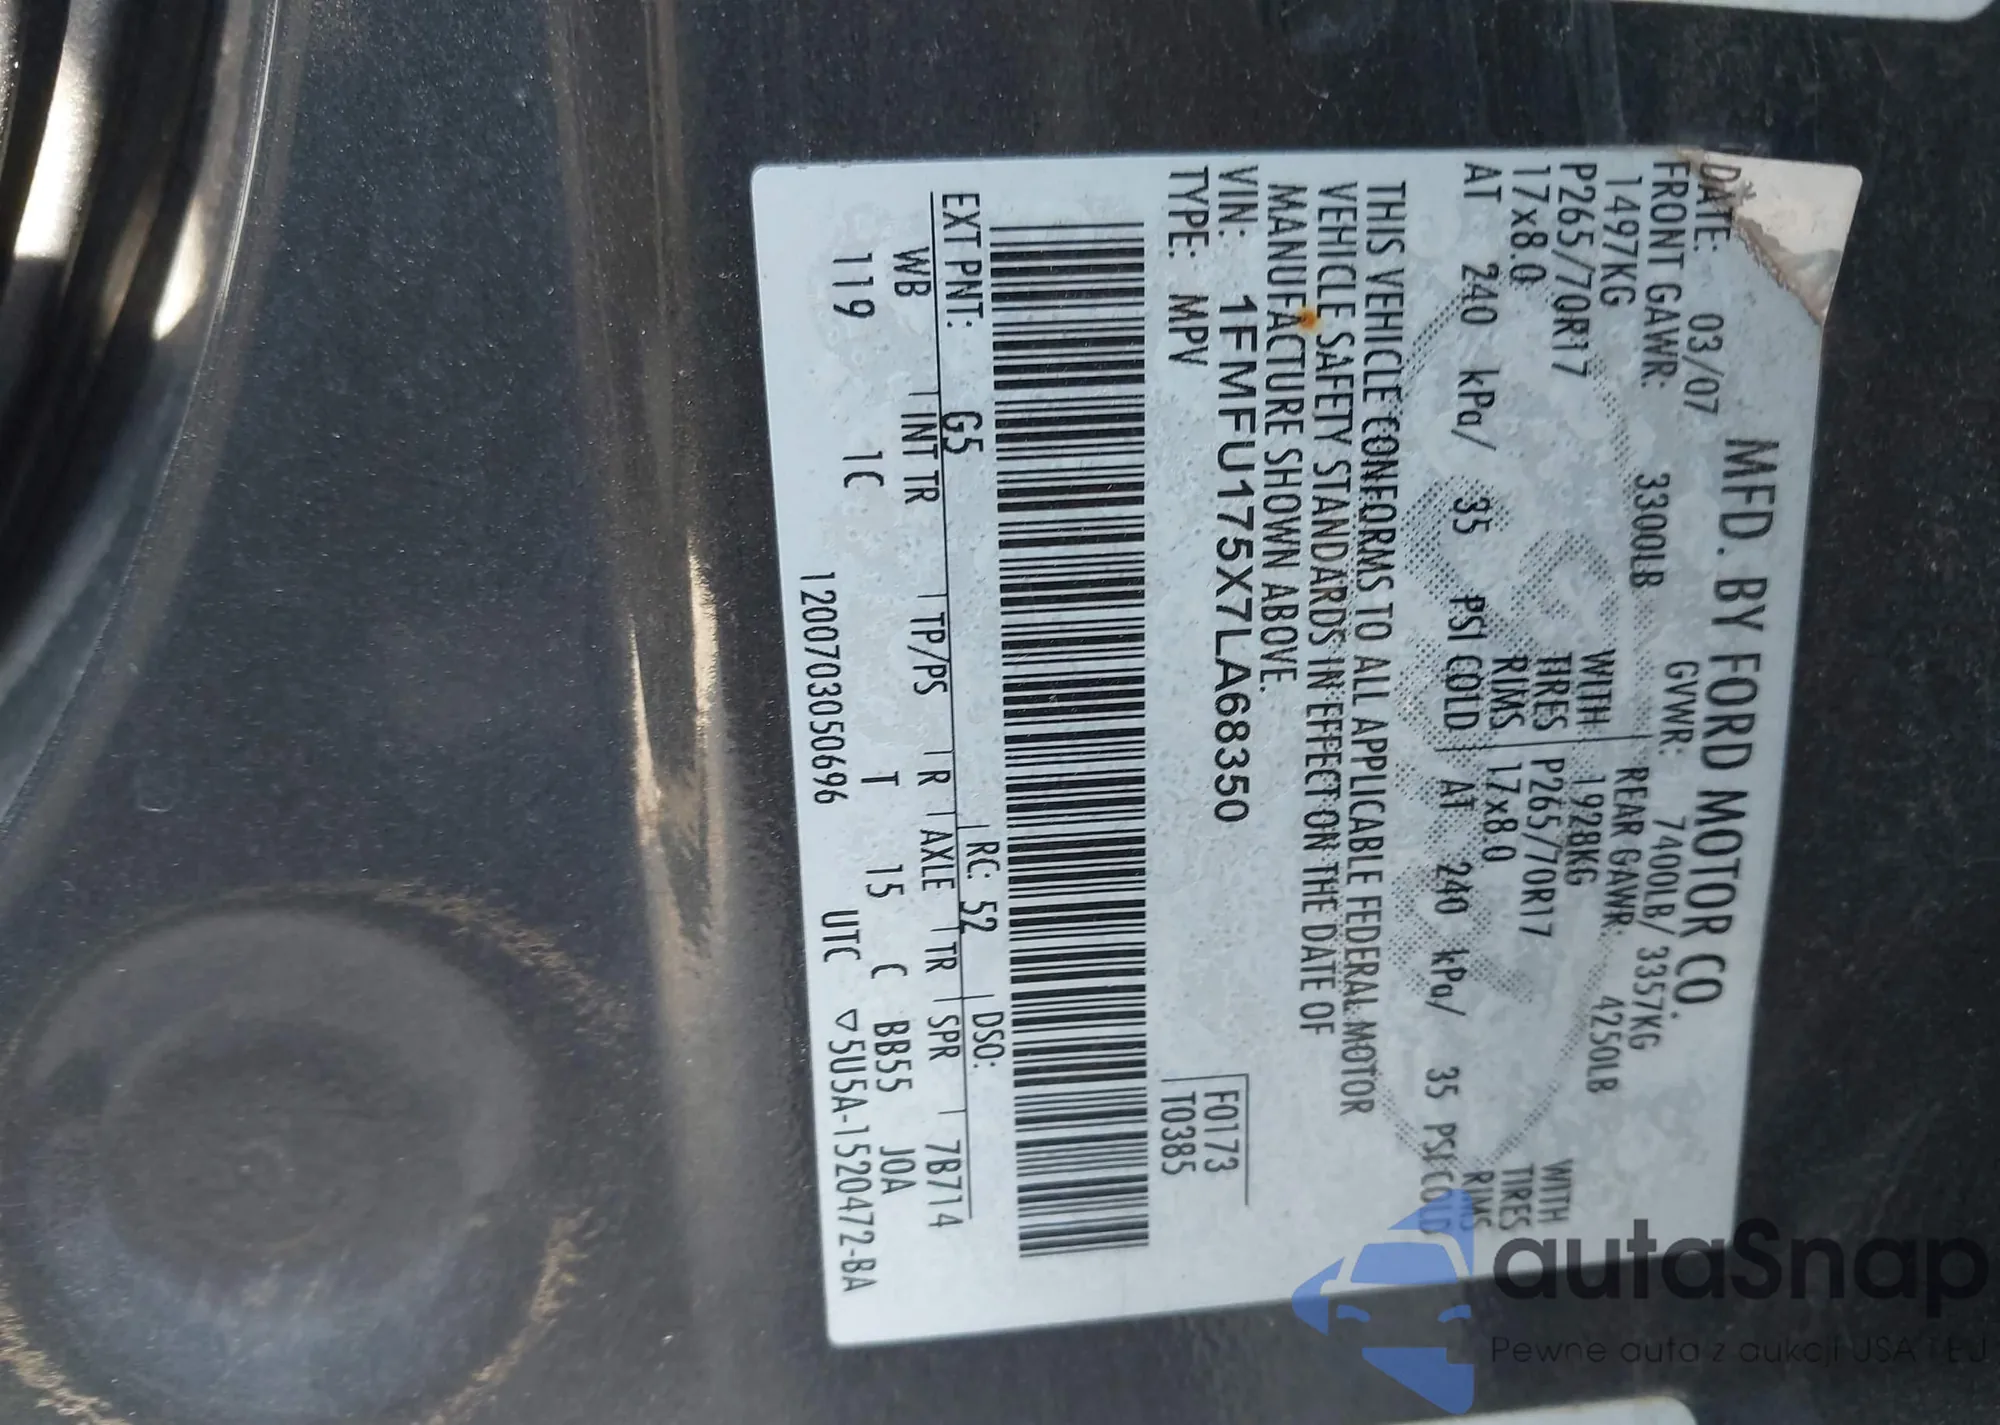 MFD. BY FORD MOTOR CO.
DATE: 03/07 GVWR: 7400LB/ 3357KG
FRONT GAWR: 3300LB REAR GAWR: 4250LB
1497KG WITH 1928KG WITH
P265/70R17 TIRES P265/70R17 TIRES
17x8.0 RIMS 17x8.0 RIMS
AT 240 kPa/ 35 PSI COLD AT 240 kPa/ 35 PSI COLD
THIS VEHICLE CONFORMS TO ALL APPLICABLE FEDERAL MOTOR
VEHICLE SAFETY STANDARDS IN EFFECT ON THE DATE OF
MANUFACTURE SHOWN ABOVE.
VIN: 1FMFU175X7LA68350 F0173
TYPE: MPV T0385
EXT PNT: G5 RC: 52 DSO:
WB INT TR TP/PS R AXLE TR SPR 7B714
119 1C T 15 C BB55 J0A
12007030506​96 UTC ▽5U5A-1520472-BA
autaSnap
Pewne auta z aukcji USA i EJ